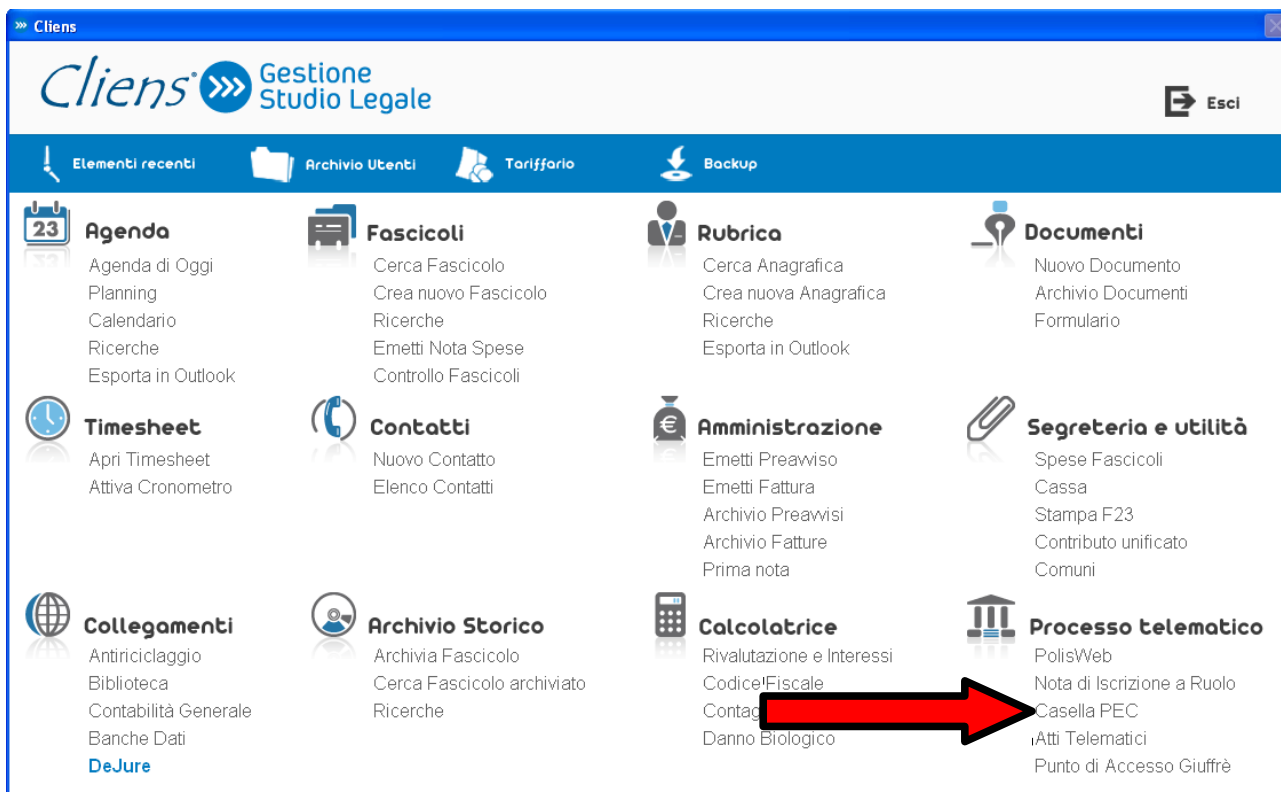 Cliens
Cliens Gestione
Studio Legale
Esci
Elementi recenti
Archivio Utenti
Tariffario
Backup
23 Agenda
Agenda di Oggi
Planning
Calendario
Ricerche
Esporta in Outlook
Fascicoli
Cerca Fascicolo
Crea nuovo Fascicolo
Ricerche
Emetti Nota Spese
Controllo Fascicoli
Rubrica
Cerca Anagrafica
Crea nuova Anagrafica
Ricerche
Esporta in Outlook
Documenti
Nuovo Documento
Archivio Documenti
Formulario
Timesheet
Apri Timesheet
Attiva Cronometro
Contatti
Nuovo Contatto
Elenco Contatti
€ Amministrazione
Emetti Preavviso
Emetti Fattura
Archivio Preavvisi
Archivio Fatture
Prima nota
Segreteria e utilità
Spese Fascicoli
Cassa
Stampa F23
Contributo unificato
Comuni
Collegamenti
Antiriciclaggio
Biblioteca
Contabilità Generale
Banche Dati
DeJure
Archivio Storico
Archivia Fascicolo
Cerca Fascicolo archiviato
Ricerche
Calcolatrice
Rivalutazione e Interessi
Codice Fiscale
Danno Biologico
Processo telematico
PolisWeb
Nota di Iscrizione a Ruolo
Casella PEC
Atti Telematici
Punto di Accesso Giuffrè